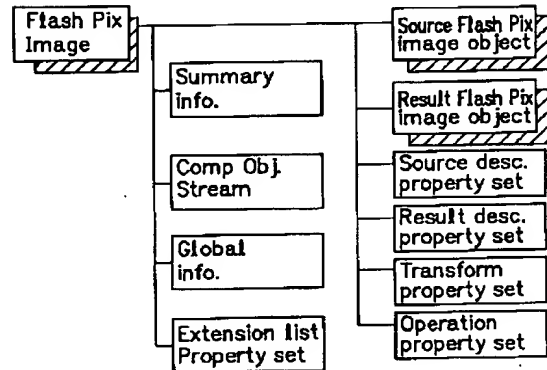 Flash Pix
Image
Summary
info.
Comp Obj.
Stream
Global
info.
Extension list
Property set
Source Flash Pix
image object
Result Flash Pix
image object
Source desc.
property set
Result desc.
property set
Transform
property set
Operation
property set